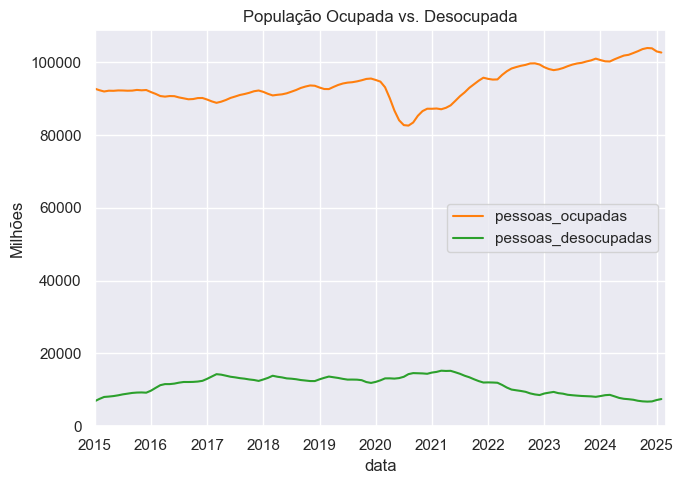 População Ocupada vs. Desocupada
Milhões
100000
80000
60000
40000
20000
0
pessoas_ocupadas
pessoas_desocupadas
2015 2016 2017 2018 2019 2020 2021 2022 2023 2024 2025
data